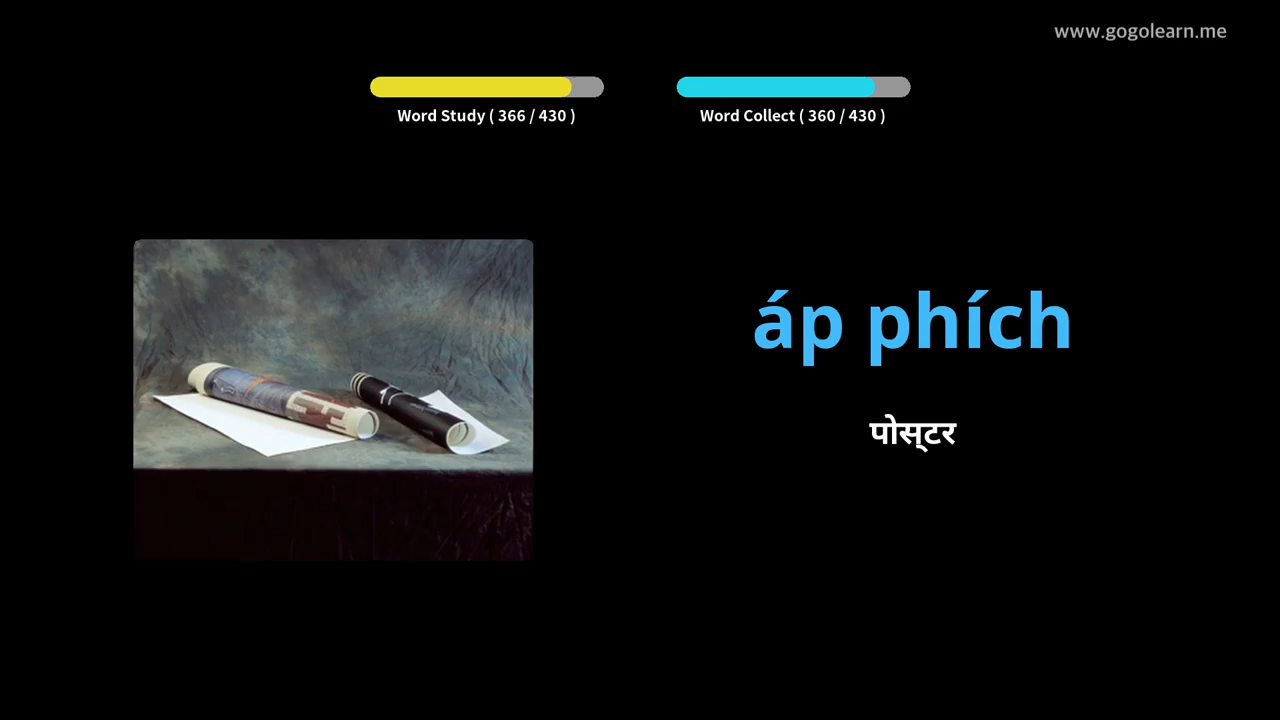 www.gogolearn.me
Word Study ( 366 / 430 )
Word Collect ( 360 / 430 )
áp phích
पोस्टर